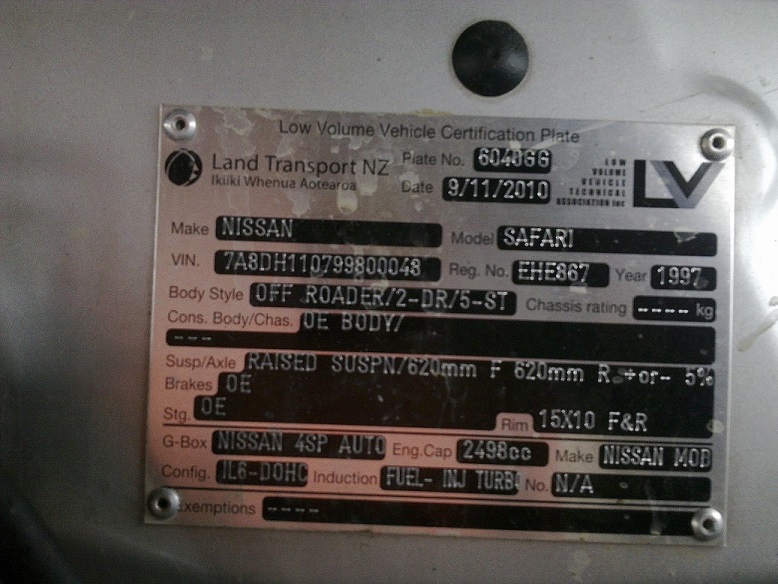 Low Volume Vehicle Certification Plate
Land Transport NZ
Ikiiki Whenua Aotearoa
Plate No. 6040GG
Date 9/11/2010
LOW VOLUME VEHICLE TECHNICAL ASSOCIATION Inc
LV
Make NISSAN Model SAFARI
VIN. 7A8DH110799800048 Reg. No. EHE867 Year 1997
Body Style OFF ROADER/2-DR/5-ST Chassis rating ---- kg
Cons. Body/Chas. OE BODY/
---
Susp/Axle RAISED SUSPN/620mm F 620mm R +or- 5%
Brakes OE
Stg. OE Rim 15X10 F&R
G-Box NISSAN 4SP AUTO Eng.Cap 2498cc Make NISSAN MOD
Config. IL6-DOHC Induction FUEL- INJ TURBO No. N/A
Exemptions ----